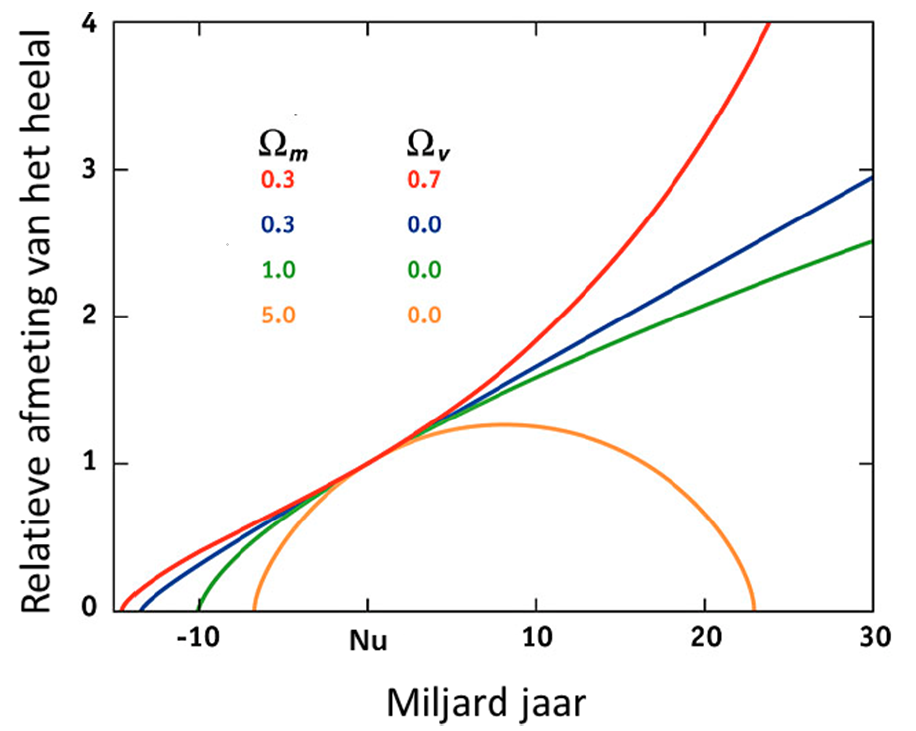 Relatieve afmeting van het heelal
4
3
2
1
0
Ωm Ωv
0.3 0.7
0.3 0.0
1.0 0.0
5.0 0.0
-10 Nu 10 20 30
Miljard jaar